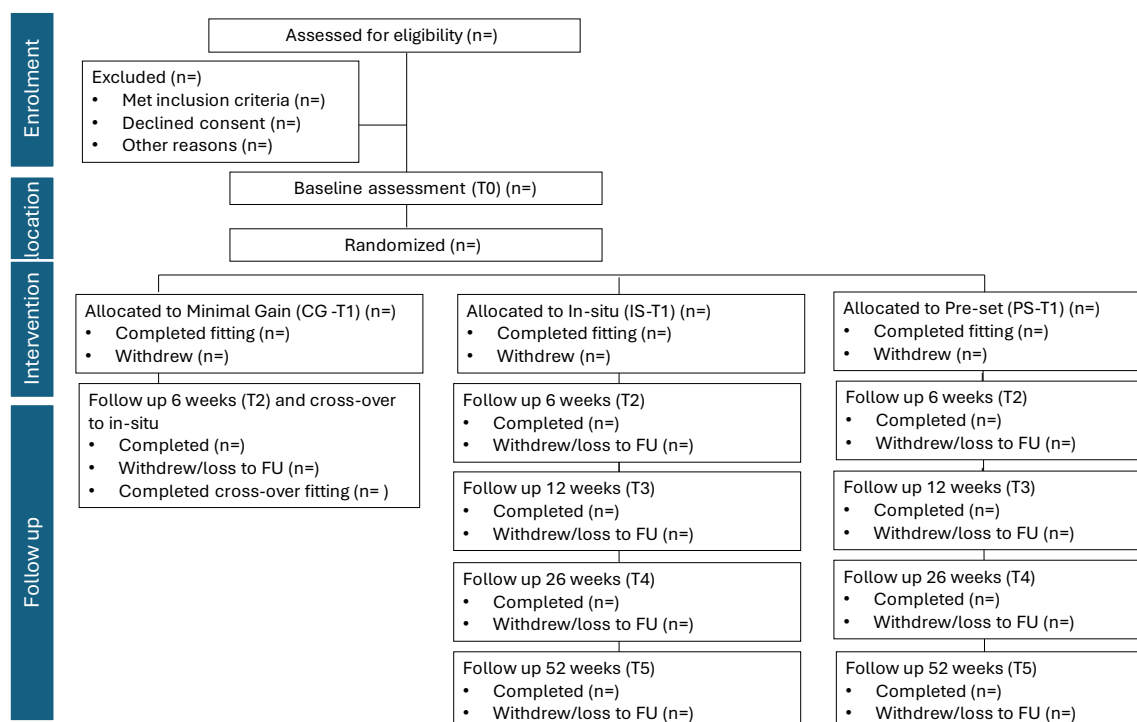 Enrolment
Assessed for eligibility (n=)
Excluded (n=)
• Met inclusion criteria (n=)
• Declined consent (n=)
• Other reasons (n=)
location
Baseline assessment (T0) (n=)
Randomized (n=)
Intervention
Allocated to Minimal Gain (CG -T1) (n=)
• Completed fitting (n=)
• Withdrew (n=)
Allocated to In-situ (IS-T1) (n=)
• Completed fitting (n=)
• Withdrew (n=)
Allocated to Pre-set (PS-T1) (n=)
• Completed fitting (n=)
• Withdrew (n=)
Follow up
Follow up 6 weeks (T2) and cross-over
to in-situ
• Completed (n=)
• Withdrew/loss to FU (n=)
• Completed cross-over fitting (n= )
Follow up 6 weeks (T2)
• Completed (n=)
• Withdrew/loss to FU (n=)
Follow up 6 weeks (T2)
• Completed (n=)
• Withdrew/loss to FU (n=)
Follow up 12 weeks (T3)
• Completed (n=)
• Withdrew/loss to FU (n=)
Follow up 12 weeks (T3)
• Completed (n=)
• Withdrew/loss to FU (n=)
Follow up 26 weeks (T4)
• Completed (n=)
• Withdrew/loss to FU (n=)
Follow up 26 weeks (T4)
• Completed (n=)
• Withdrew/loss to FU (n=)
Follow up 52 weeks (T5)
• Completed (n=)
• Withdrew/loss to FU (n=)
Follow up 52 weeks (T5)
• Completed (n=)
• Withdrew/loss to FU (n=)